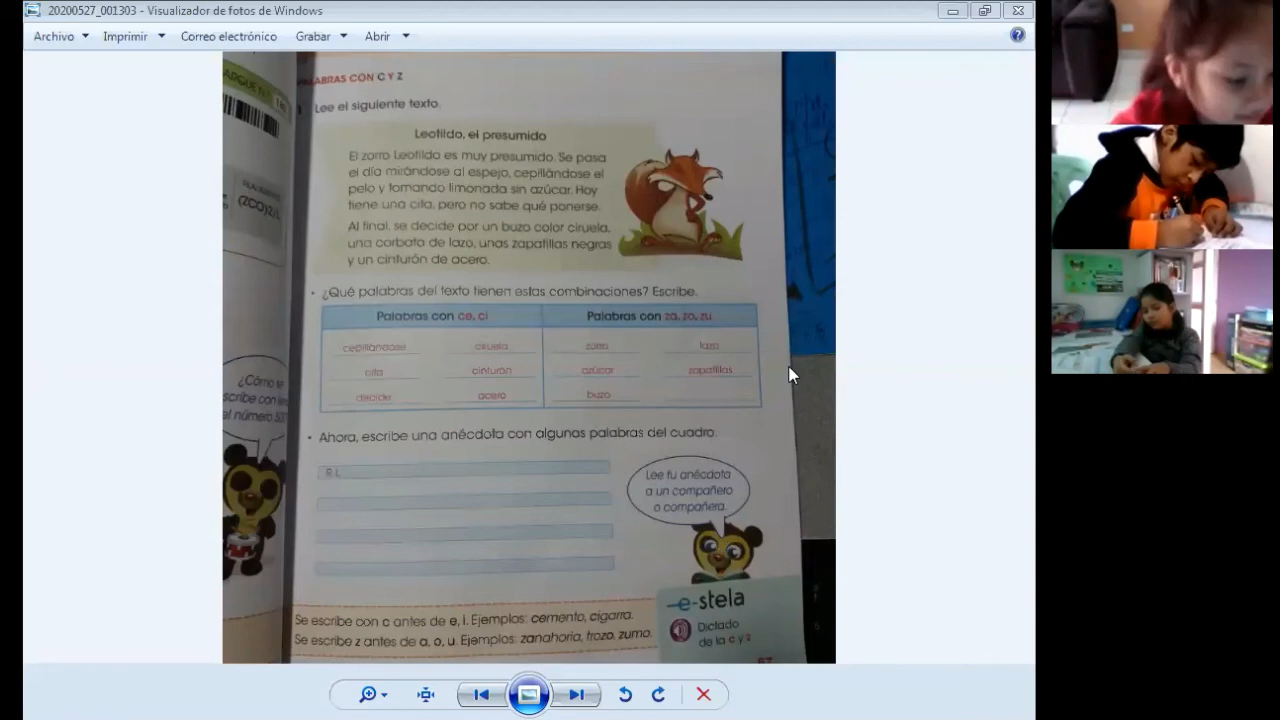 20200527_001303 - Visualizador de fotos de Windows
Archivo Imprimir Correo electrónico Grabar Abrir
PALABRAS CON C Y Z
Lee el siguiente texto.
Leofildo, el presumido
El zorro Leofildo es muy presumido. Se pasa
el día mirándose al espejo, cepillándose el
pelo y tomando limonada sin azúcar. Hoy
tiene una cita, pero no sabe qué ponerse.
Al final, se decide por un buzo color ciruela,
una corbata de lazo, unas zapatillas negras
y un cinturón de acero.
• ¿Qué palabras del texto tienen estas combinaciones? Escribe.
Palabras con ce, ci Palabras con za, zo, zu
cepillándose ciruela zorro lazo
cita cinturón azúcar zapatillas
decide acero buzo
• Ahora, escribe una anécdota con algunas palabras del cuadro.
R.L.
Lee tu anécdota
a un compañero
o compañera.
¿Cómo se
el número
Se escribe con c antes de e, i. Ejemplos: cemento, cigarra.
Se escribe z antes de a, o, u. Ejemplos: zanahoria, trozo, zumo.
e-stela
Dictado
de la c y z
67